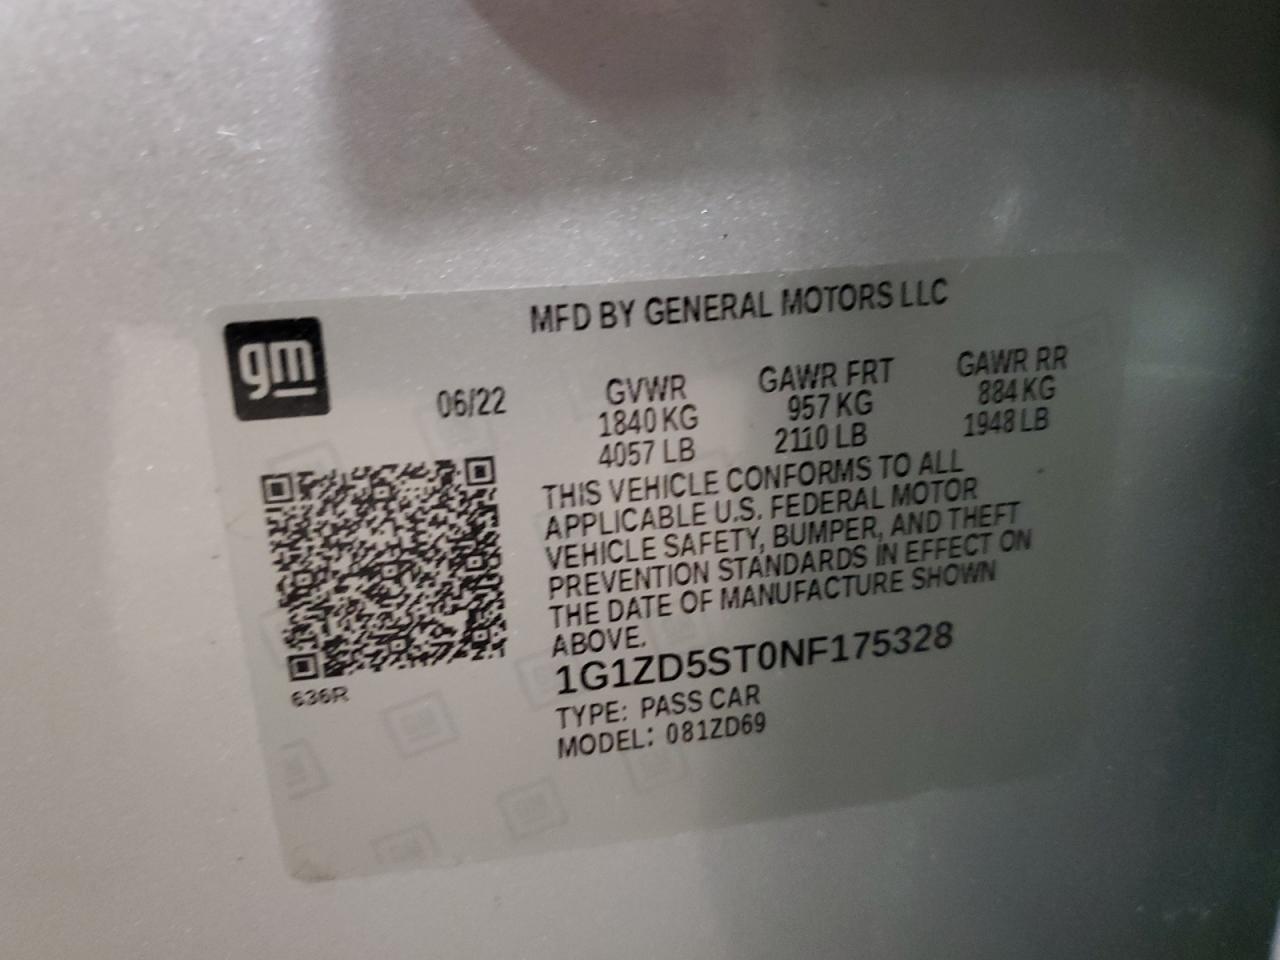 MFD BY GENERAL MOTORS LLC
gm
06/22
GVWR GAWR FRT GAWR RR
1840 KG 957 KG 884 KG
4057 LB 2110 LB 1948 LB
THIS VEHICLE CONFORMS TO ALL
APPLICABLE U.S. FEDERAL MOTOR
VEHICLE SAFETY, BUMPER, AND THEFT
PREVENTION STANDARDS IN EFFECT ON
THE DATE OF MANUFACTURE SHOWN
ABOVE.
1G1ZD5ST0NF175328
636R
TYPE: PASS CAR
MODEL: 081ZD69